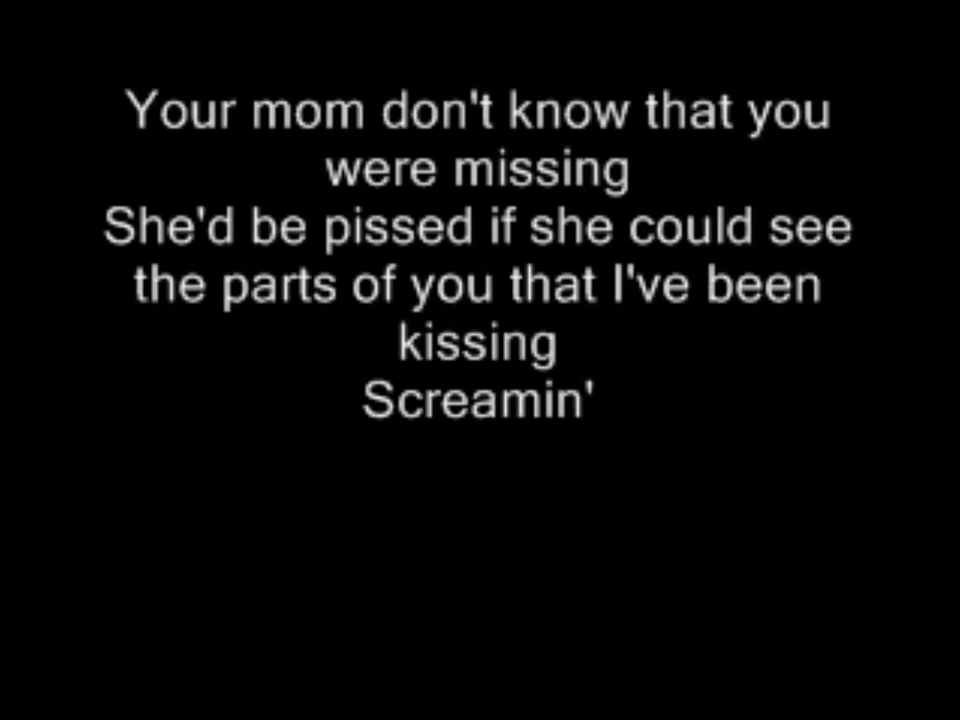 Your mom don't know that you
were missing
She'd be pissed if she could see
the parts of you that I've been
kissing
Screamin'